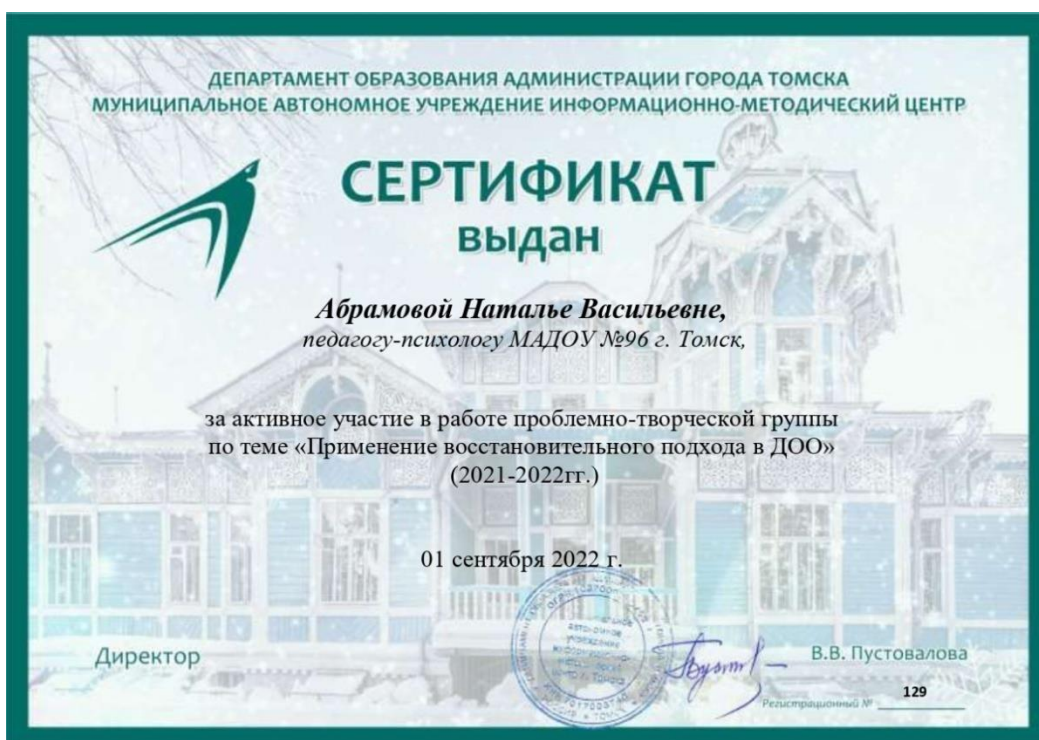 ДЕПАРТАМЕНТ ОБРАЗОВАНИЯ АДМИНИСТРАЦИИ ГОРОДА ТОМСКА
МУНИЦИПАЛЬНОЕ АВТОНОМНОЕ УЧРЕЖДЕНИЕ ИНФОРМАЦИОННО-МЕТОДИЧЕСКИЙ ЦЕНТР
СЕРТИФИКАТ
выдан
Абрамовой Наталье Васильевне,
педагогу-психологу МАДОУ №96 г. Томск,
за активное участие в работе проблемно-творческой группы
по теме «Применение восстановительного подхода в ДОО»
(2021-2022гг.)
01 сентября 2022 г.
автономное
учреждение
Директор
В.В. Пустовалова
Регистрационный № 129